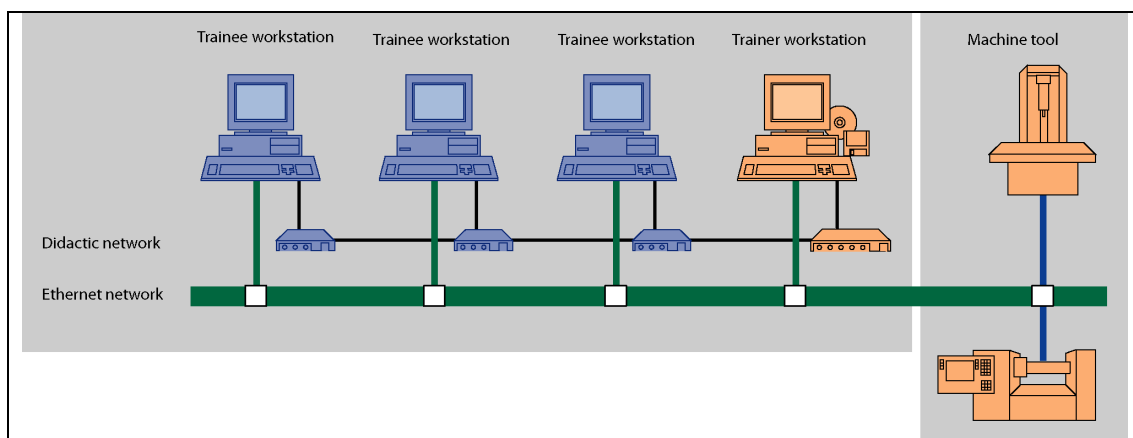 Trainee workstation
Trainee workstation
Trainee workstation
Trainer workstation
Machine tool
Didactic network
Ethernet network